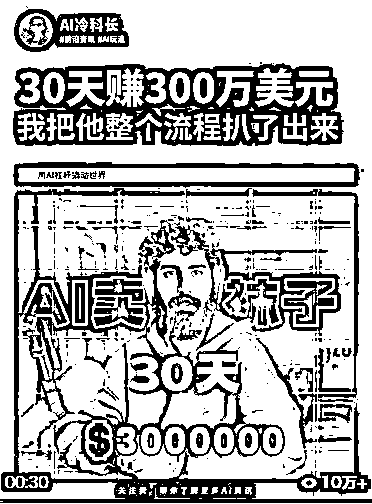 AI冷科长
30天赚300万美元
我把他整个流程扒了出来
用AI杠杆撬动世界
AI卖妹子
30天
$3000000
00:30
10万+